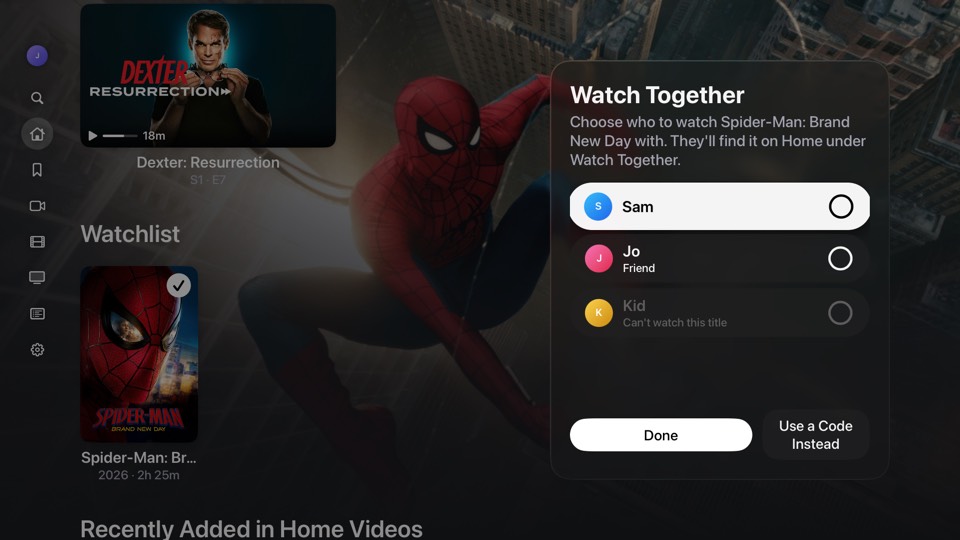 J
DEXTER
RESURRECTION
18m
Dexter: Resurrection
S1 · E7
Watchlist
SPIDER-MAN
BRAND NEW DAY
Spider-Man: Br...
2026 · 2h 25m
Recently Added in Home Videos
Watch Together
Choose who to watch Spider-Man: Brand
New Day with. They'll find it on Home under
Watch Together.
S
Sam
J
Jo
Friend
K
Kid
Can't watch this title
Done
Use a Code
Instead